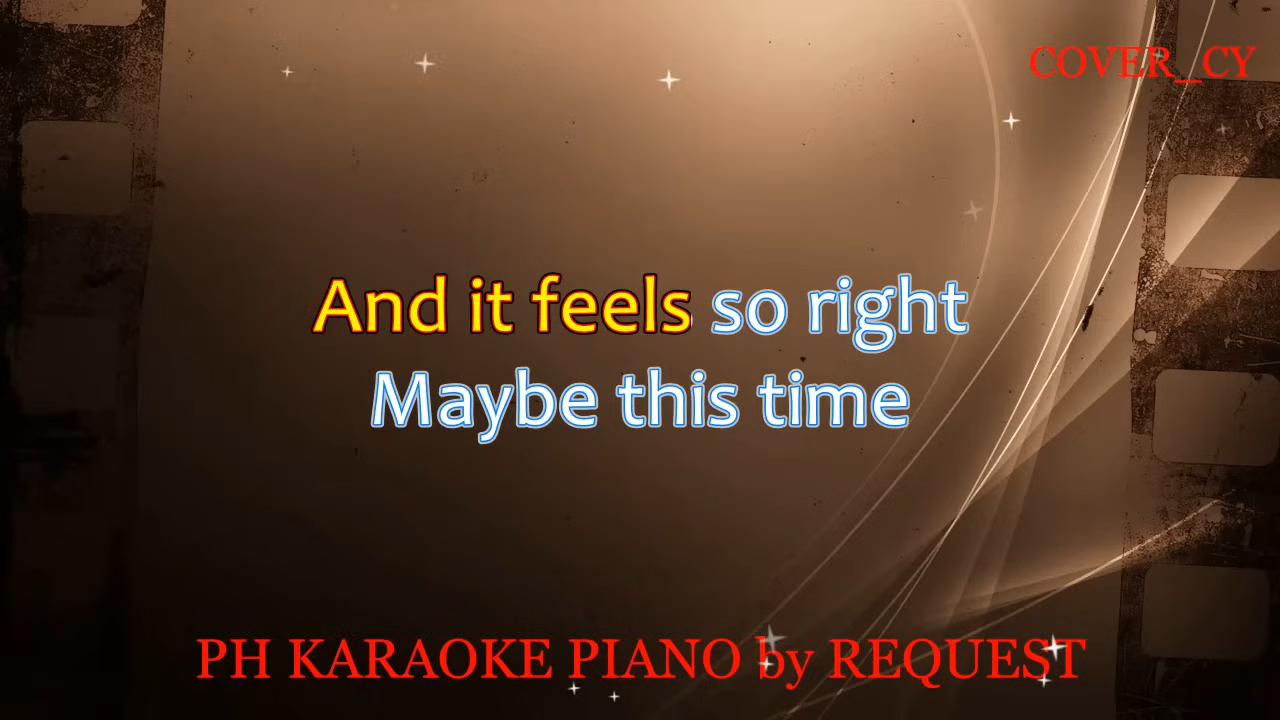 COVER_CY
And it feels so right
Maybe this time
PH KARAOKE PIANO by REQUEST